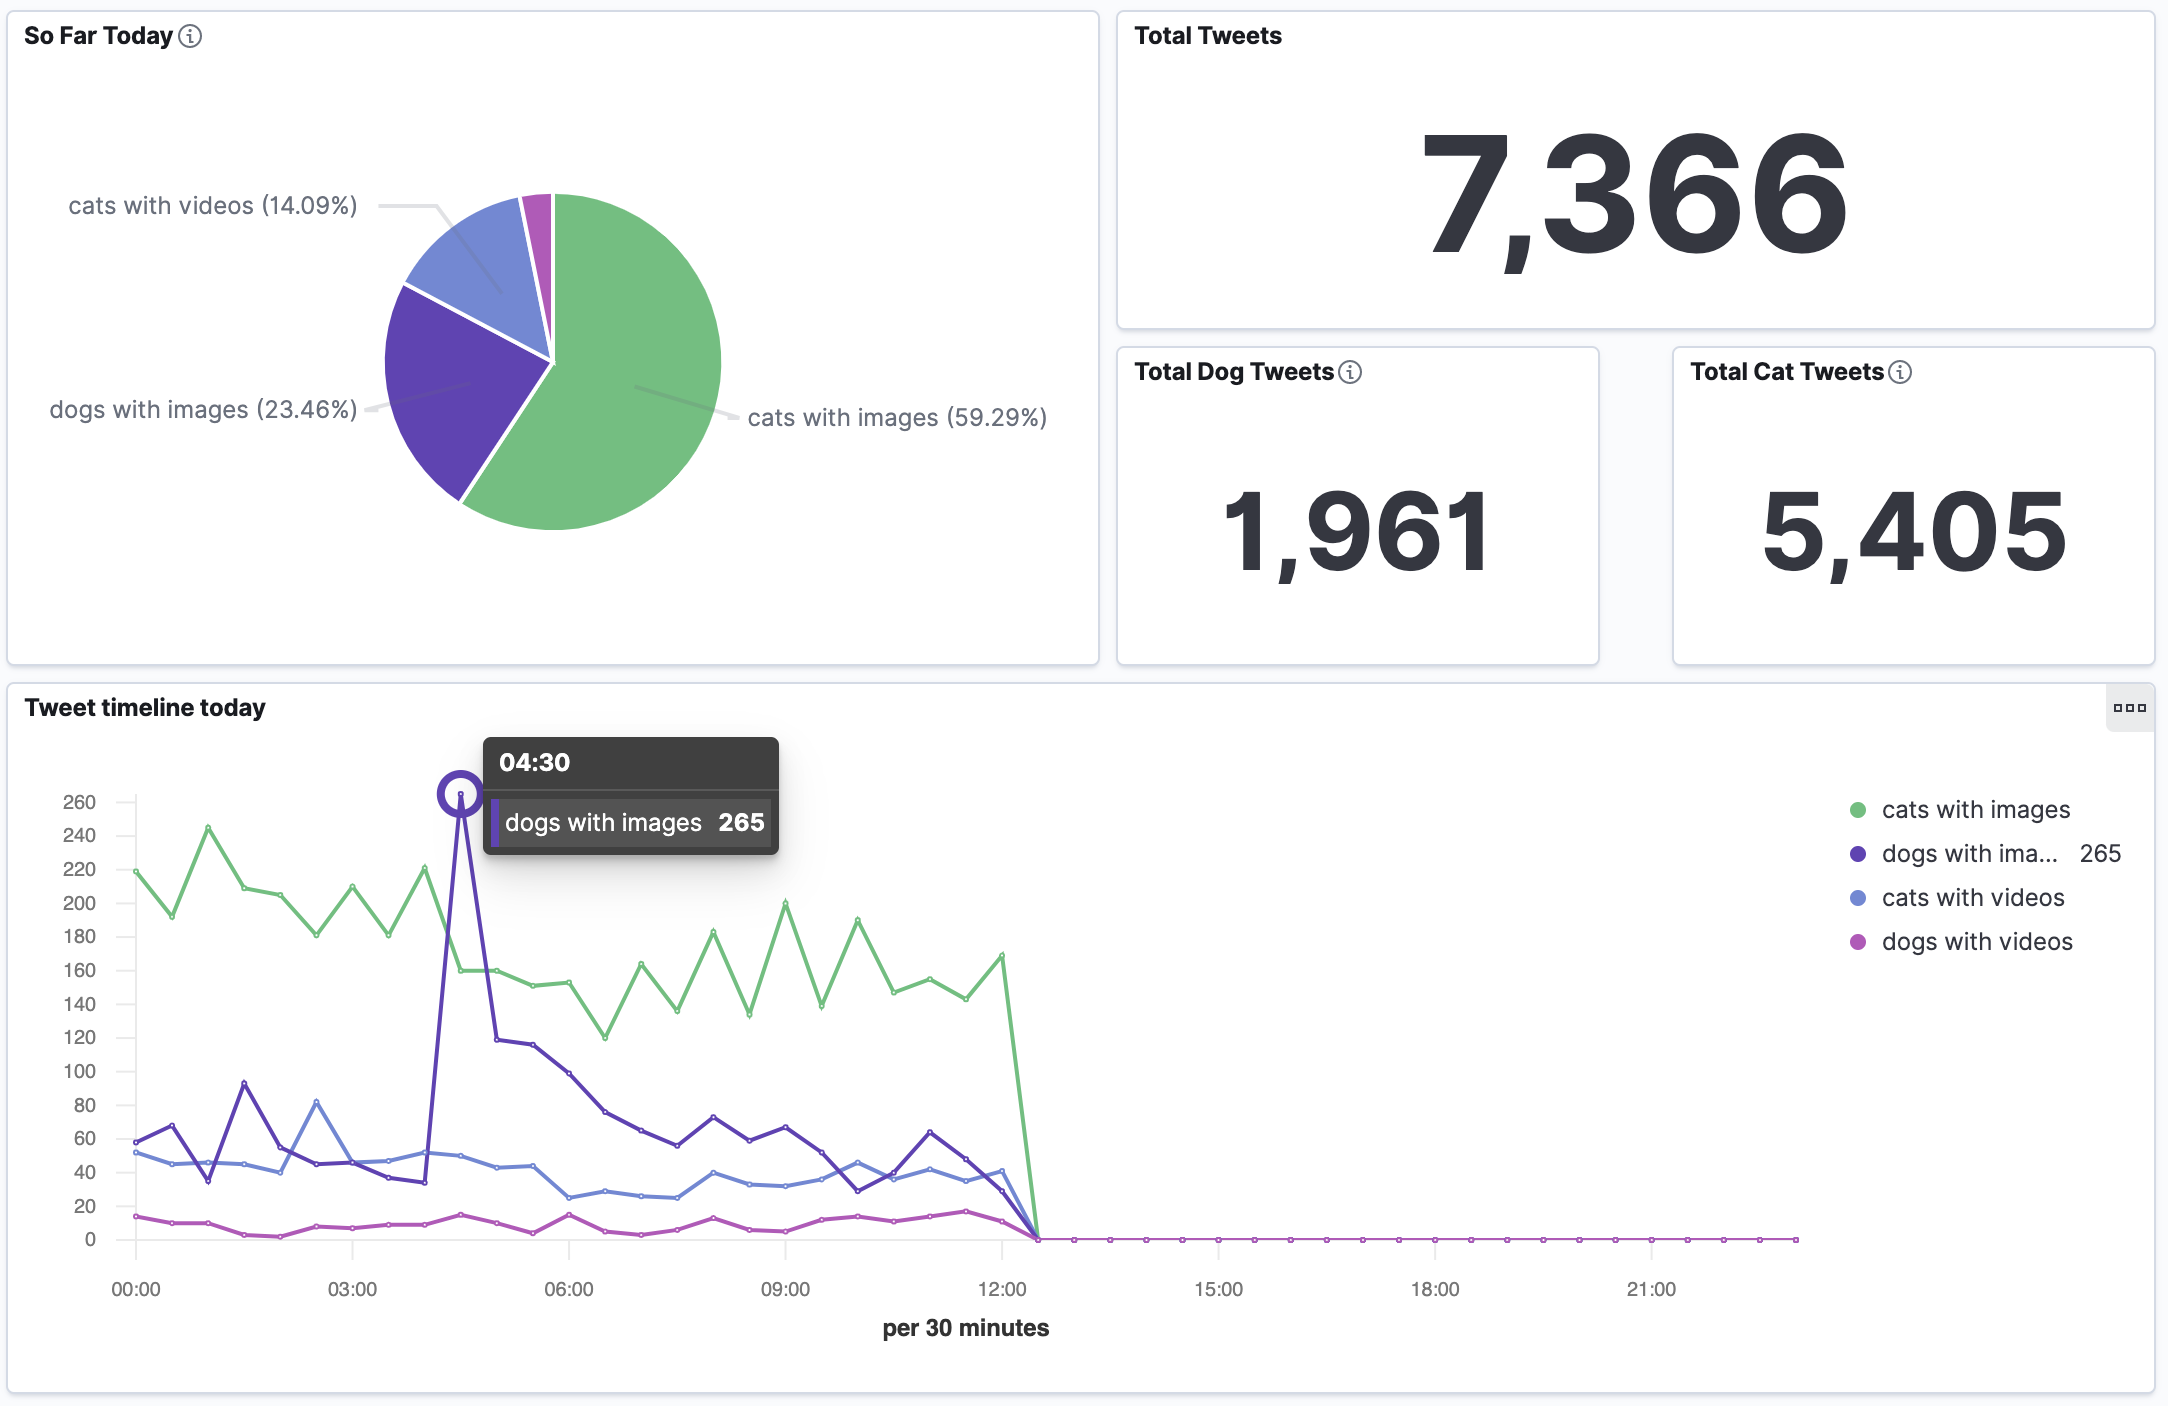 So Far Today
cats with videos (14.09%)
dogs with images (23.46%)
cats with images (59.29%)
Total Tweets
7,366
Total Dog Tweets
1,961
Total Cat Tweets
5,405
Tweet timeline today
04:30
dogs with images 265
260
240
220
200
180
160
140
120
100
80
60
40
20
0
00:00 03:00 06:00 09:00 12:00 15:00 18:00 21:00
per 30 minutes
cats with images
dogs with ima... 265
cats with videos
dogs with videos